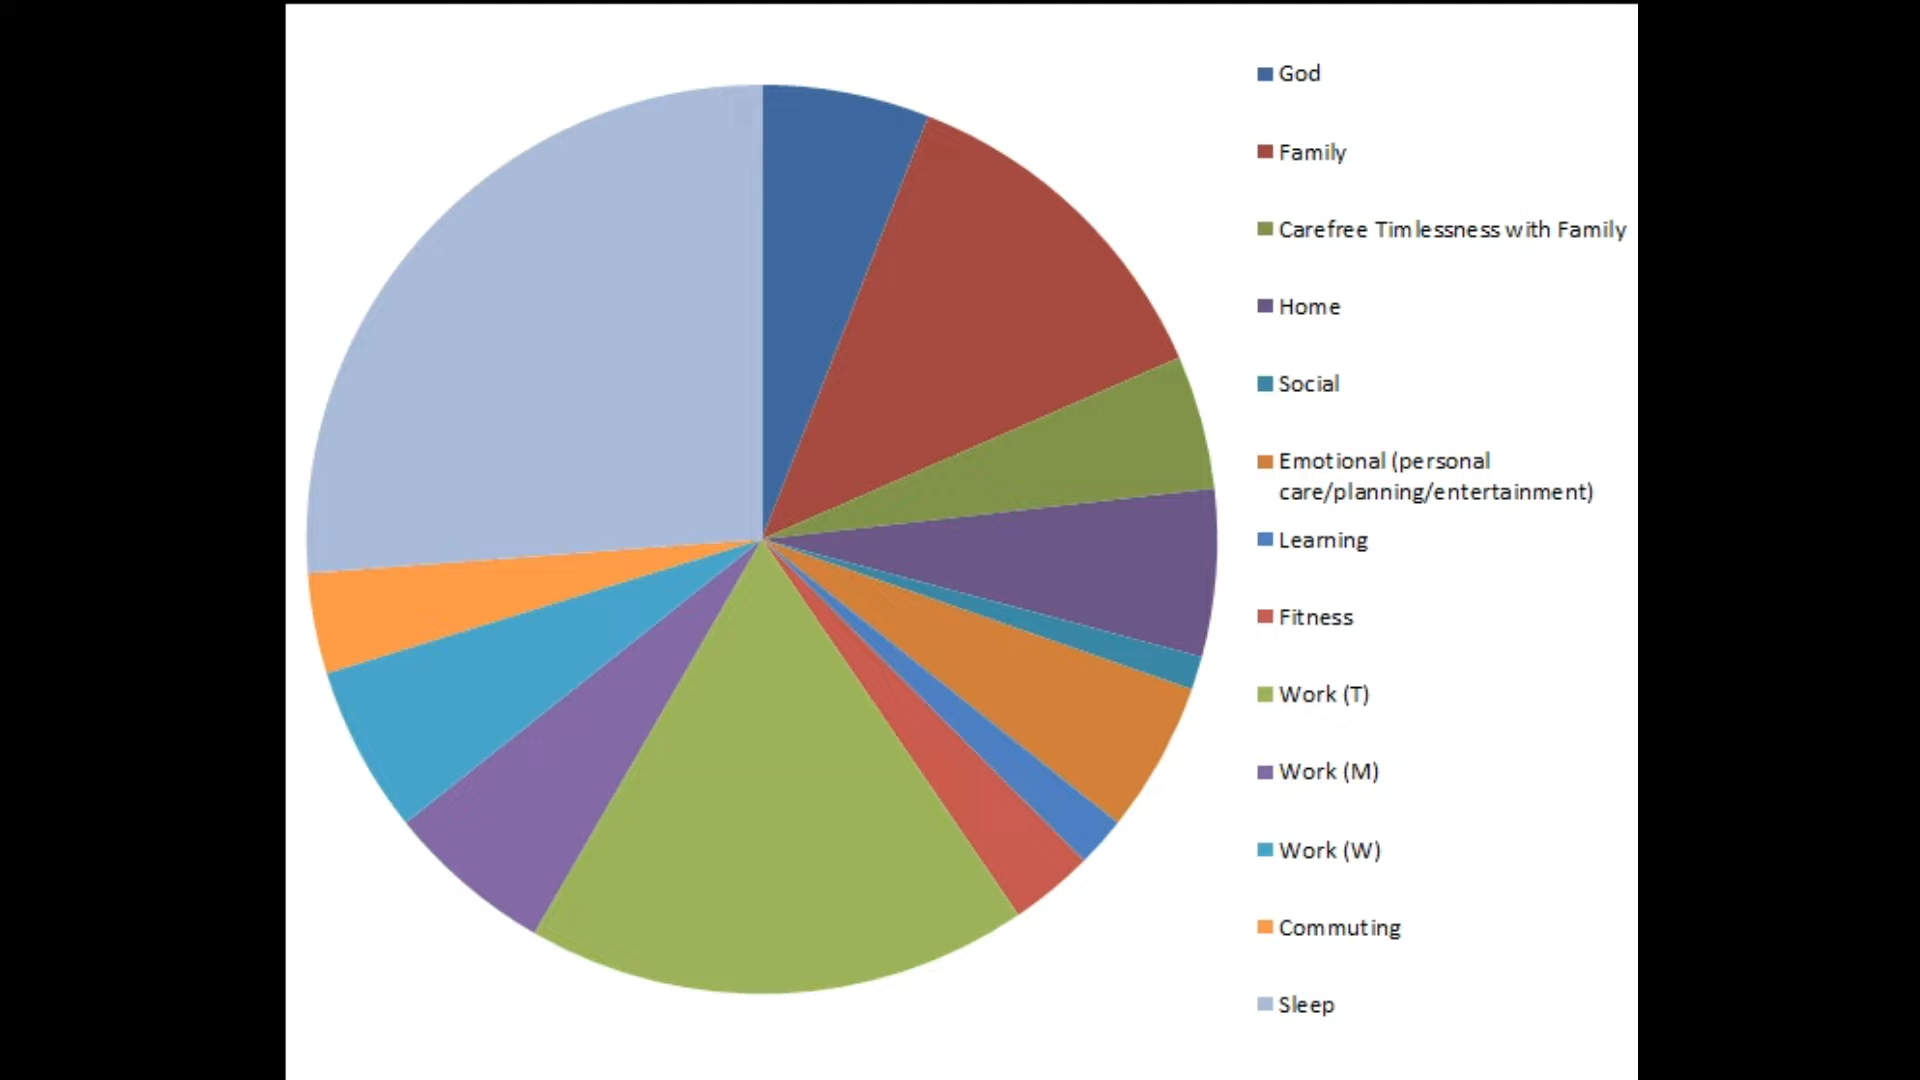 God
Family
Carefree Timlessness with Family
Home
Social
Emotional (personal
care/planning/entertainment)
Learning
Fitness
Work (T)
Work (M)
Work (W)
Commuting
Sleep